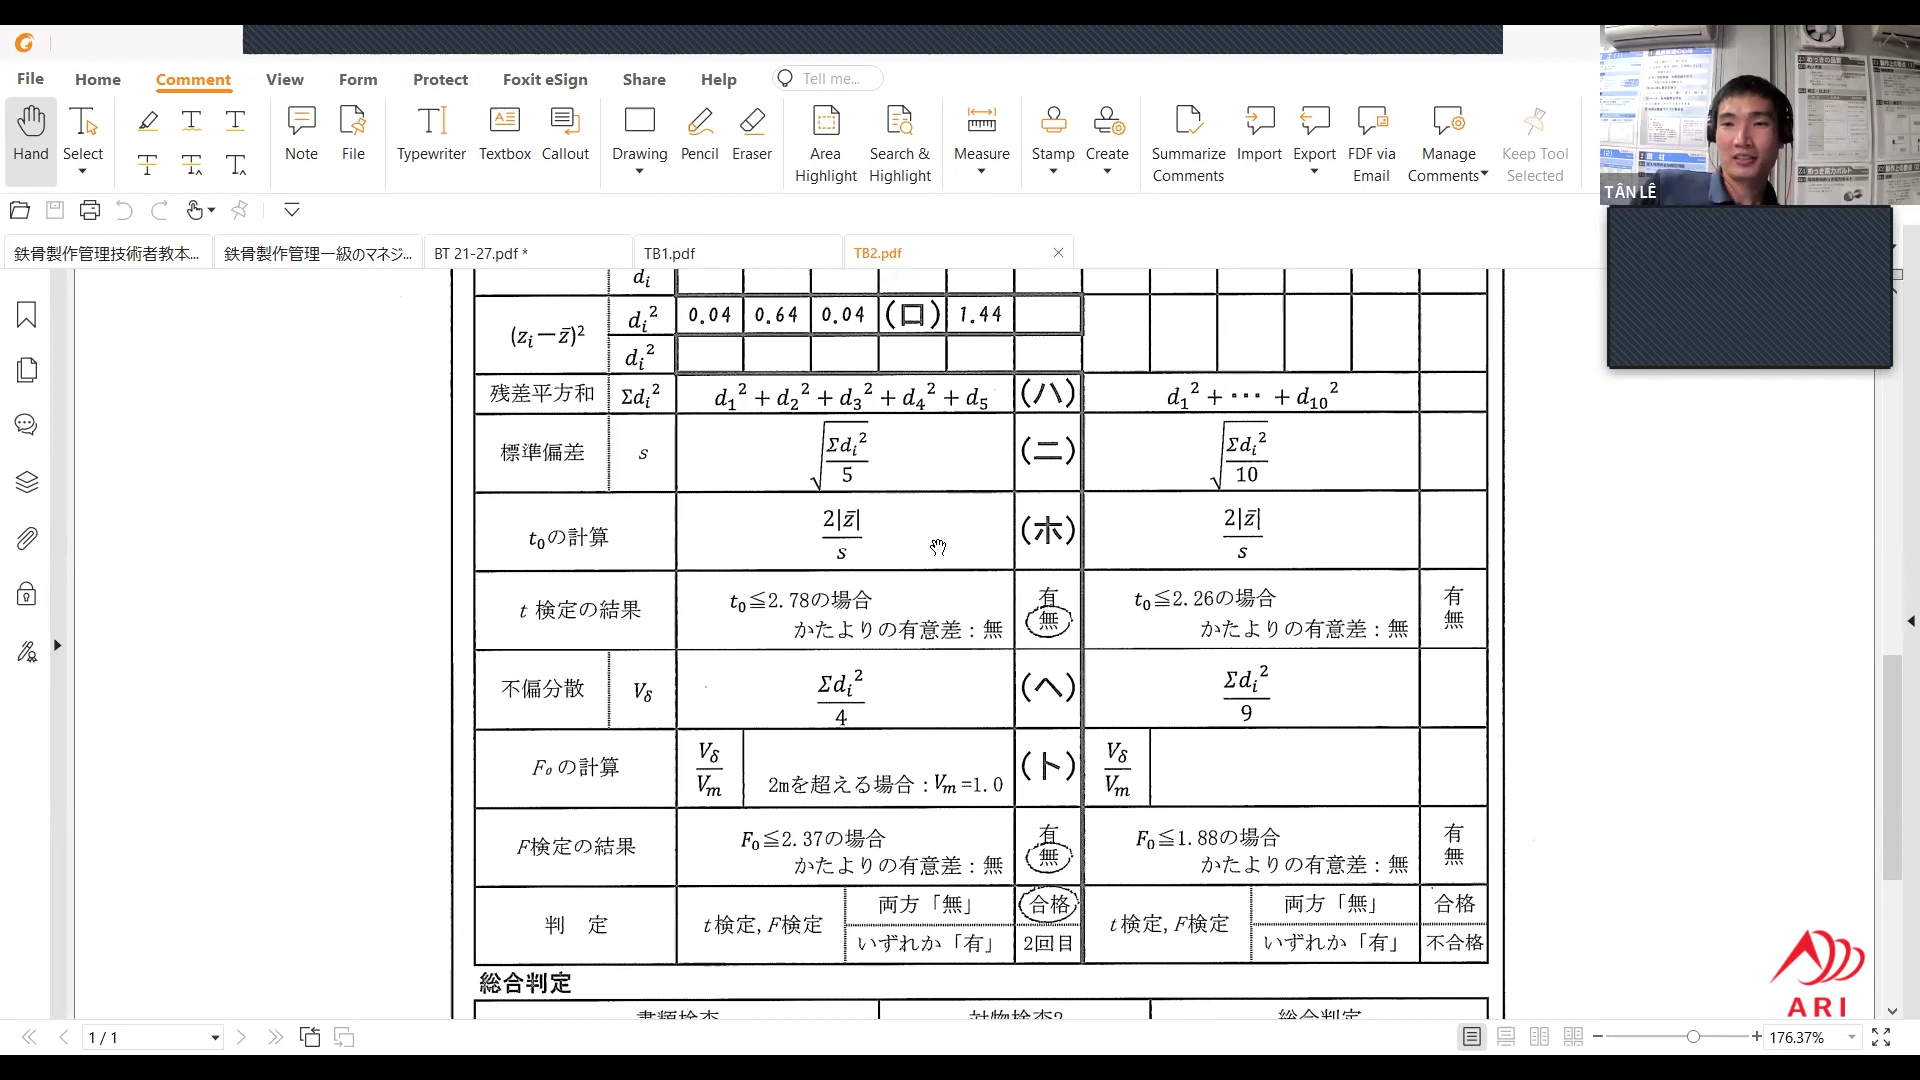 File Home Comment View Form Protect Foxit eSign Share Help Tell me...
Hand Select Note File Typewriter Textbox Callout Drawing Pencil Eraser Area Highlight Search & Highlight Measure Stamp Create Summarize Comments Import Export FDF via Email Manage Comments Keep Tool Selected
TÂN LÊ
鉄骨製作管理技術者教本... 鉄骨製作管理一級のマネジ... BT 21-27.pdf * TB1.pdf TB2.pdf
dᵢ
(zᵢ－z̄)² dᵢ² 0.04 0.64 0.04 (ロ) 1.44
dᵢ²
残差平方和 Σdᵢ² d₁² + d₂² + d₃² + d₄² + d₅ (ハ) d₁² + ･･･ + d₁₀²
標準偏差 s √(Σdᵢ²/5) (ニ) √(Σdᵢ²/10)
t₀の計算 2|z̄|/s (ホ) 2|z̄|/s
t 検定の結果 t₀≦2.78の場合 有 t₀≦2.26の場合 有
かたよりの有意差：無 無 かたよりの有意差：無 無
不偏分散 Vδ Σdᵢ²/4 (ヘ) Σdᵢ²/9
F₀ の計算 Vδ/Vm 2mを超える場合：Vm=1.0 (ト) Vδ/Vm
F検定の結果 F₀≦2.37の場合 有 F₀≦1.88の場合 有
かたよりの有意差：無 無 かたよりの有意差：無 無
判 定 t検定, F検定 両方「無」 合格 t検定, F検定 両方「無」 合格
いずれか「有」 2回目 いずれか「有」 不合格
総合判定
書類検査 対物検査2 総合判定
ARI
1 / 1 176.37%